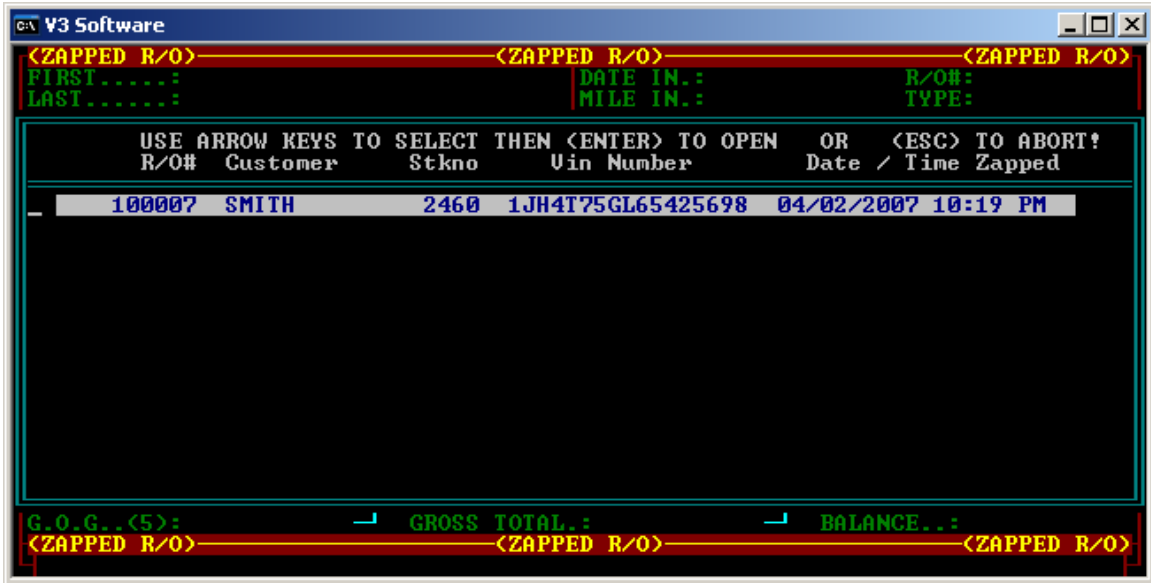 V3 Software
(ZAPPED R/O) (ZAPPED R/O) (ZAPPED R/O)
FIRST.....: DATE IN.: R/O#:
LAST......: MILE IN.: TYPE:
USE ARROW KEYS TO SELECT THEN (ENTER) TO OPEN OR (ESC) TO ABORT!
R/O# Customer Stkno Vin Number Date / Time Zapped
100007 SMITH 2460 1JH4T75GL65425698 04/02/2007 10:19 PM
G.O.G..(5): GROSS TOTAL.: BALANCE..:
(ZAPPED R/O) (ZAPPED R/O) (ZAPPED R/O)